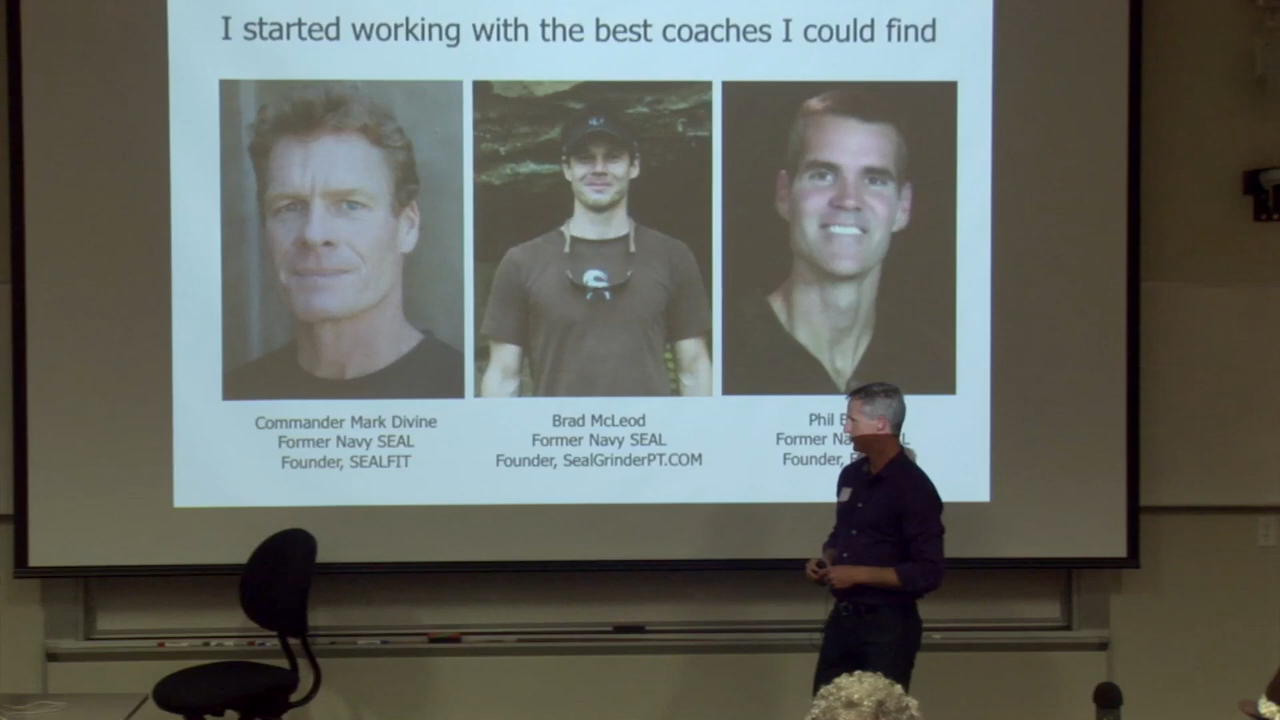 I started working with the best coaches I could find
Commander Mark Divine
Former Navy SEAL
Founder, SEALFIT
Brad McLeod
Former Navy SEAL
Founder, SealGrinderPT.COM
Phil
Former
Founder,